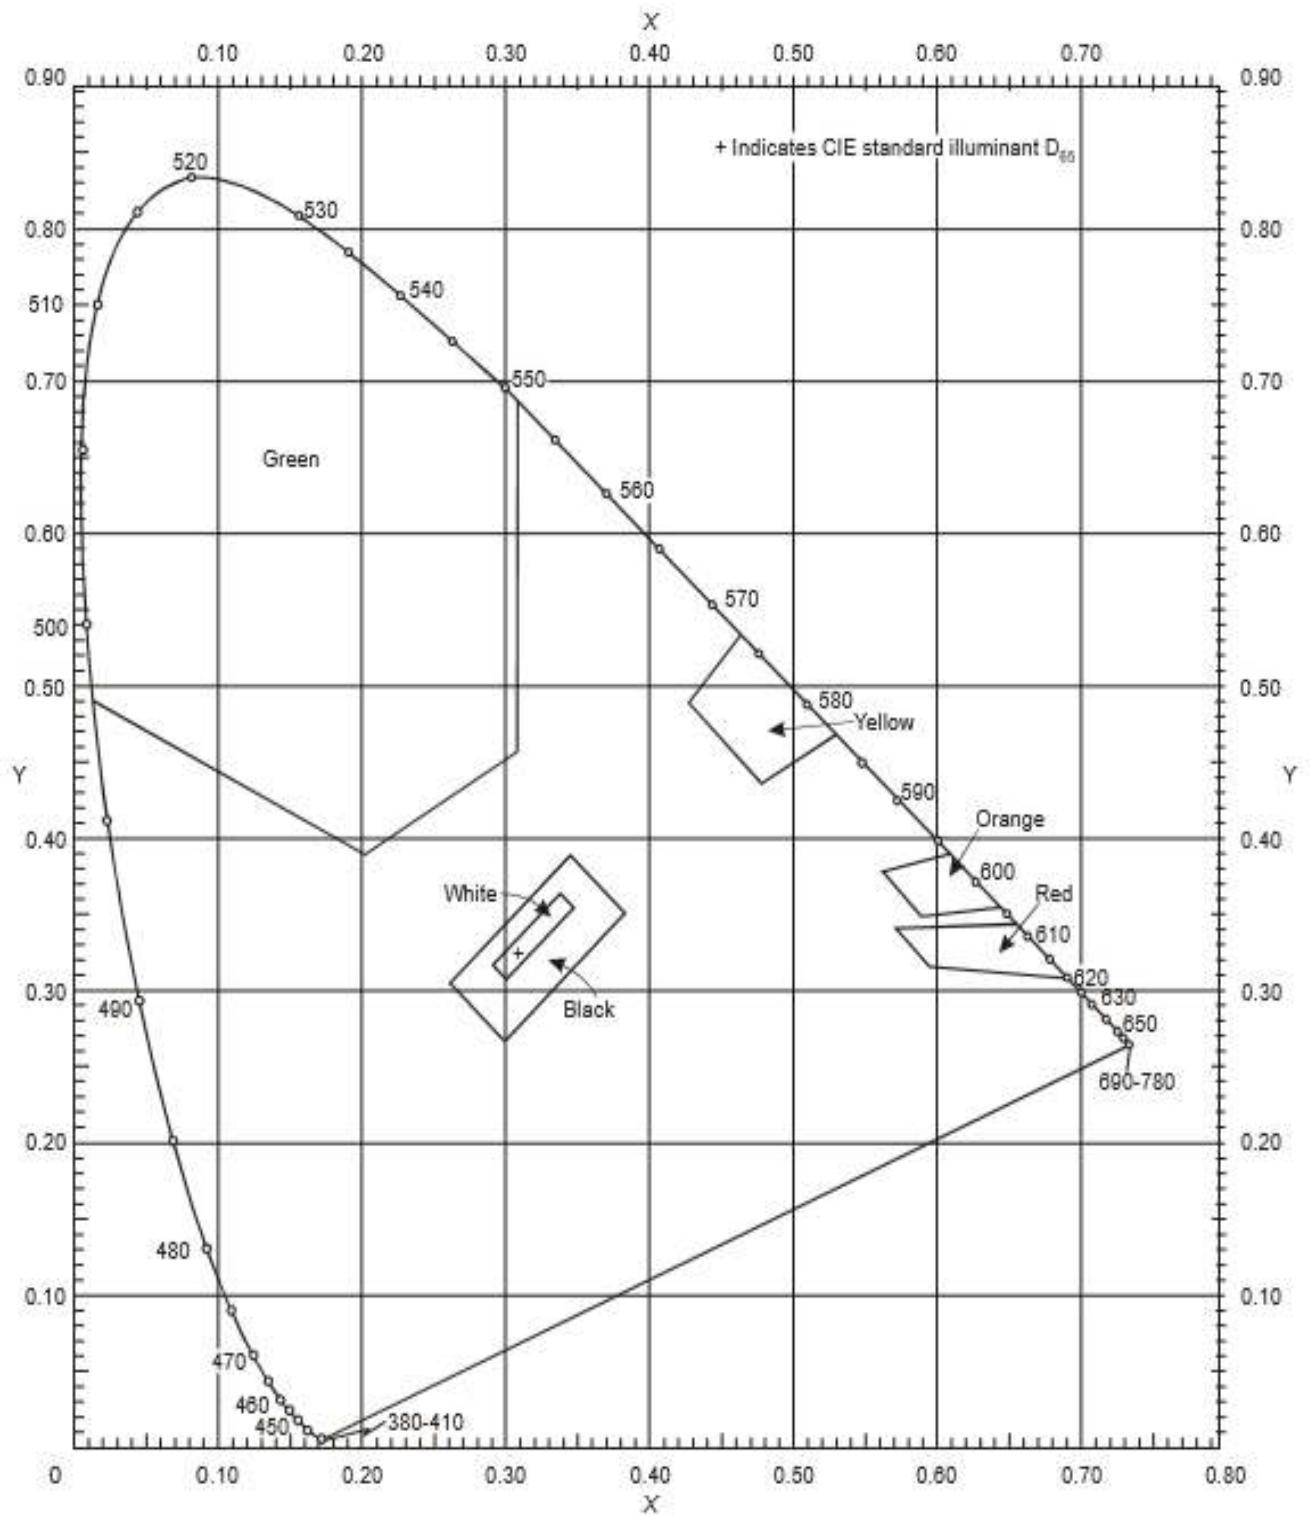 X
0.10 0.20 0.30 0.40 0.50 0.60 0.70
0.90 0.90
+ Indicates CIE standard illuminant D65
520
530
0.80 0.80
540
510
550
0.70 0.70
Green
560
0.60 0.60
570
500
0.50 0.50
580
Yellow
Y Y
590
Orange
0.40 0.40
600
White Red
610
620
0.30 0.30
630
490 Black
650
690-780
0.20 0.20
480
0.10 0.10
470
460
450 380-410
0 0.10 0.20 0.30 0.40 0.50 0.60 0.70 0.80
X